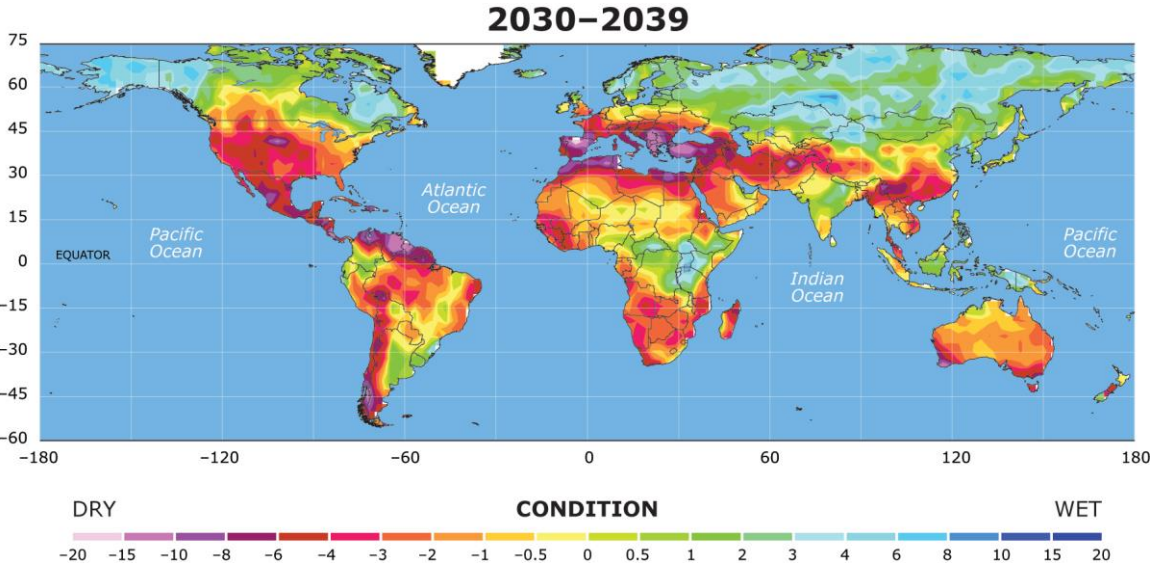 2030–2039
75
60
45
30
15
0
−15
−30
−45
−60
Atlantic
Ocean
Pacific
Ocean
EQUATOR
Indian
Ocean
Pacific
Ocean
−180 −120 −60 0 60 120 180
DRY CONDITION WET
−20 −15 −10 −8 −6 −4 −3 −2 −1 −0.5 0 0.5 1 2 3 4 6 8 10 15 20